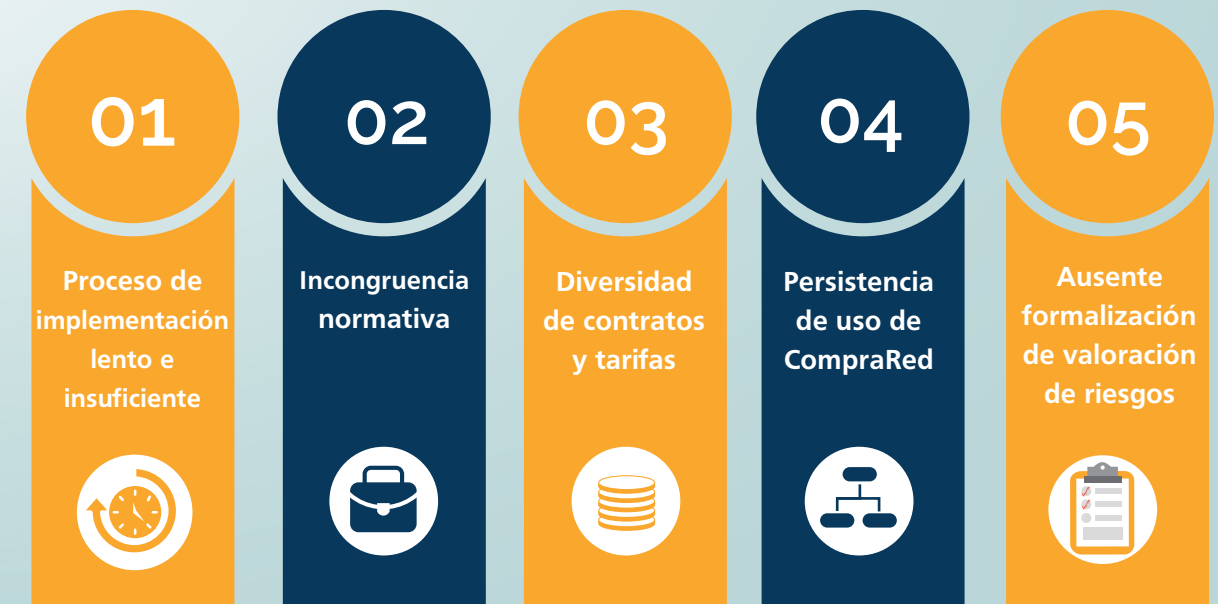 01
Proceso de
implementación
lento e
insuficiente
02
Incongruencia
normativa
03
Diversidad
de contratos
y tarifas
04
Persistencia
de uso de
CompraRed
05
Ausente
formalización
de valoración
de riesgos